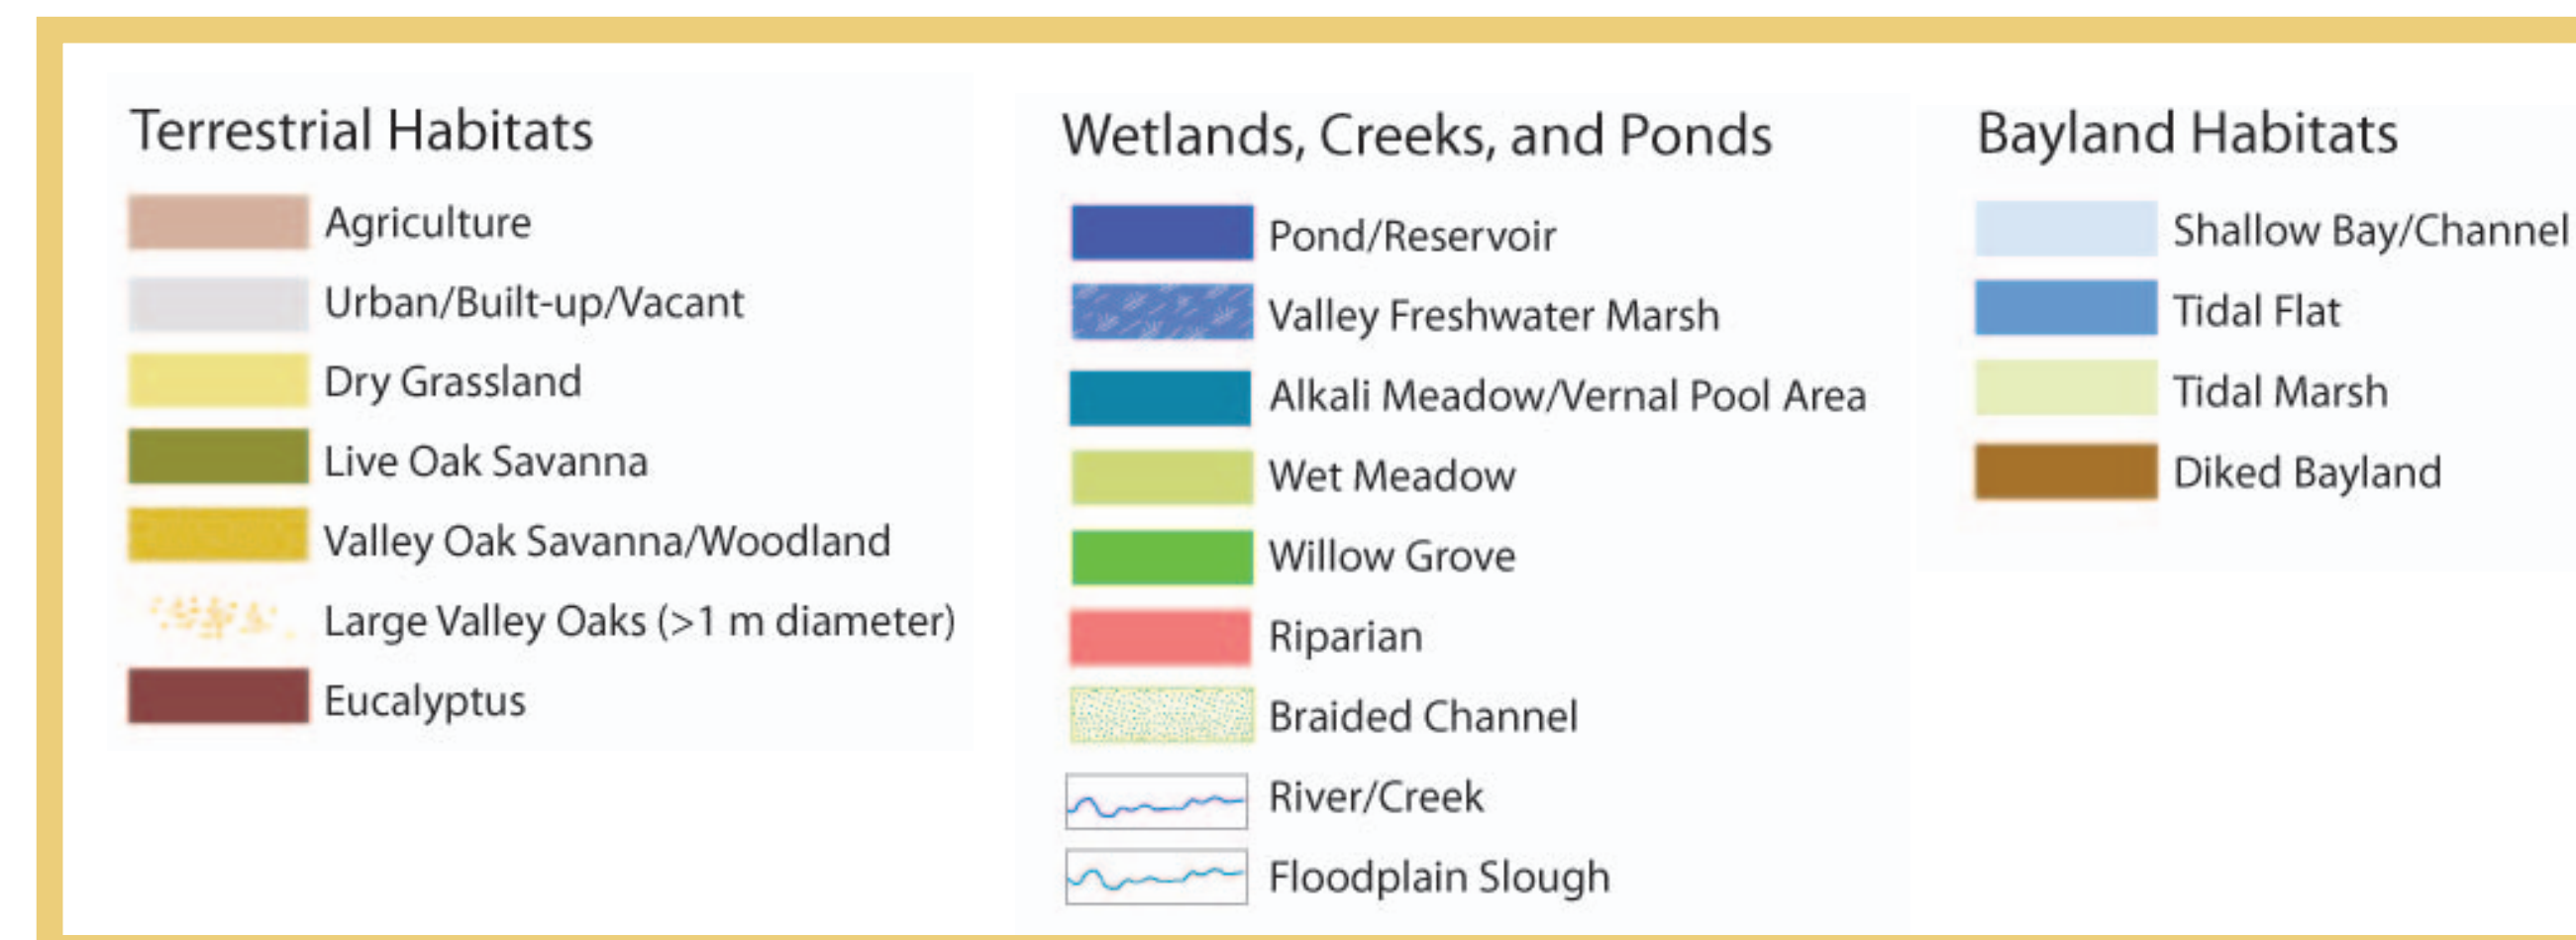 Terrestrial Habitats
Agriculture
Urban/Built-up/Vacant
Dry Grassland
Live Oak Savanna
Valley Oak Savanna/Woodland
Large Valley Oaks (>1 m diameter)
Eucalyptus
Wetlands, Creeks, and Ponds
Pond/Reservoir
Valley Freshwater Marsh
Alkali Meadow/Vernal Pool Area
Wet Meadow
Willow Grove
Riparian
Braided Channel
River/Creek
Floodplain Slough
Bayland Habitats
Shallow Bay/Channel
Tidal Flat
Tidal Marsh
Diked Bayland